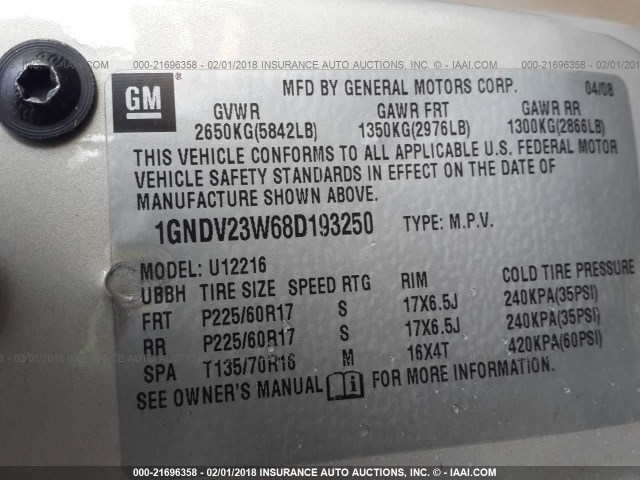 000-21696358 - 02/01/2018 INSURANCE AUTO AUCTIONS, INC. - © IAAI.COM
GM ®
MFD BY GENERAL MOTORS CORP. 04/08
GVWR GAWR FRT GAWR RR
2650KG(5842LB) 1350KG(2976LB) 1300KG(2866LB)
THIS VEHICLE CONFORMS TO ALL APPLICABLE U.S. FEDERAL MOTOR
VEHICLE SAFETY STANDARDS IN EFFECT ON THE DATE OF
MANUFACTURE SHOWN ABOVE.
1GNDV23W68D193250 TYPE: M.P.V.
MODEL: U12216
UBBH TIRE SIZE SPEED RTG RIM COLD TIRE PRESSURE
FRT P225/60R17 S 17X6.5J 240KPA(35PSI)
RR P225/60R17 S 17X6.5J 240KPA(35PSI)
SPA T135/70R16 M 16X4T 420KPA(60PSI)
SEE OWNER'S MANUAL FOR MORE INFORMATION.
000-21696358 - 02/01/2018 INSURANCE AUTO AUCTIONS, INC. - © IAAI.COM